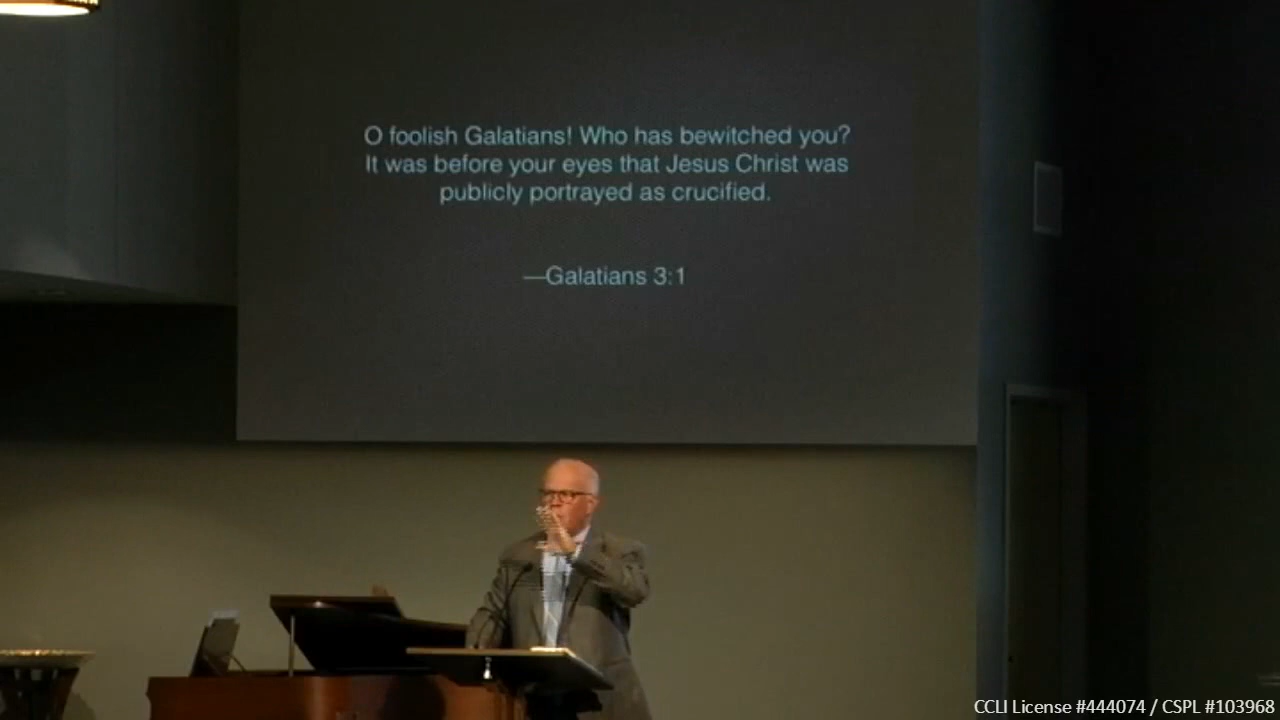 O foolish Galatians! Who has bewitched you?
It was before your eyes that Jesus Christ was
publicly portrayed as crucified.
—Galatians 3:1
CCLI License #444074 / CSPL #103968